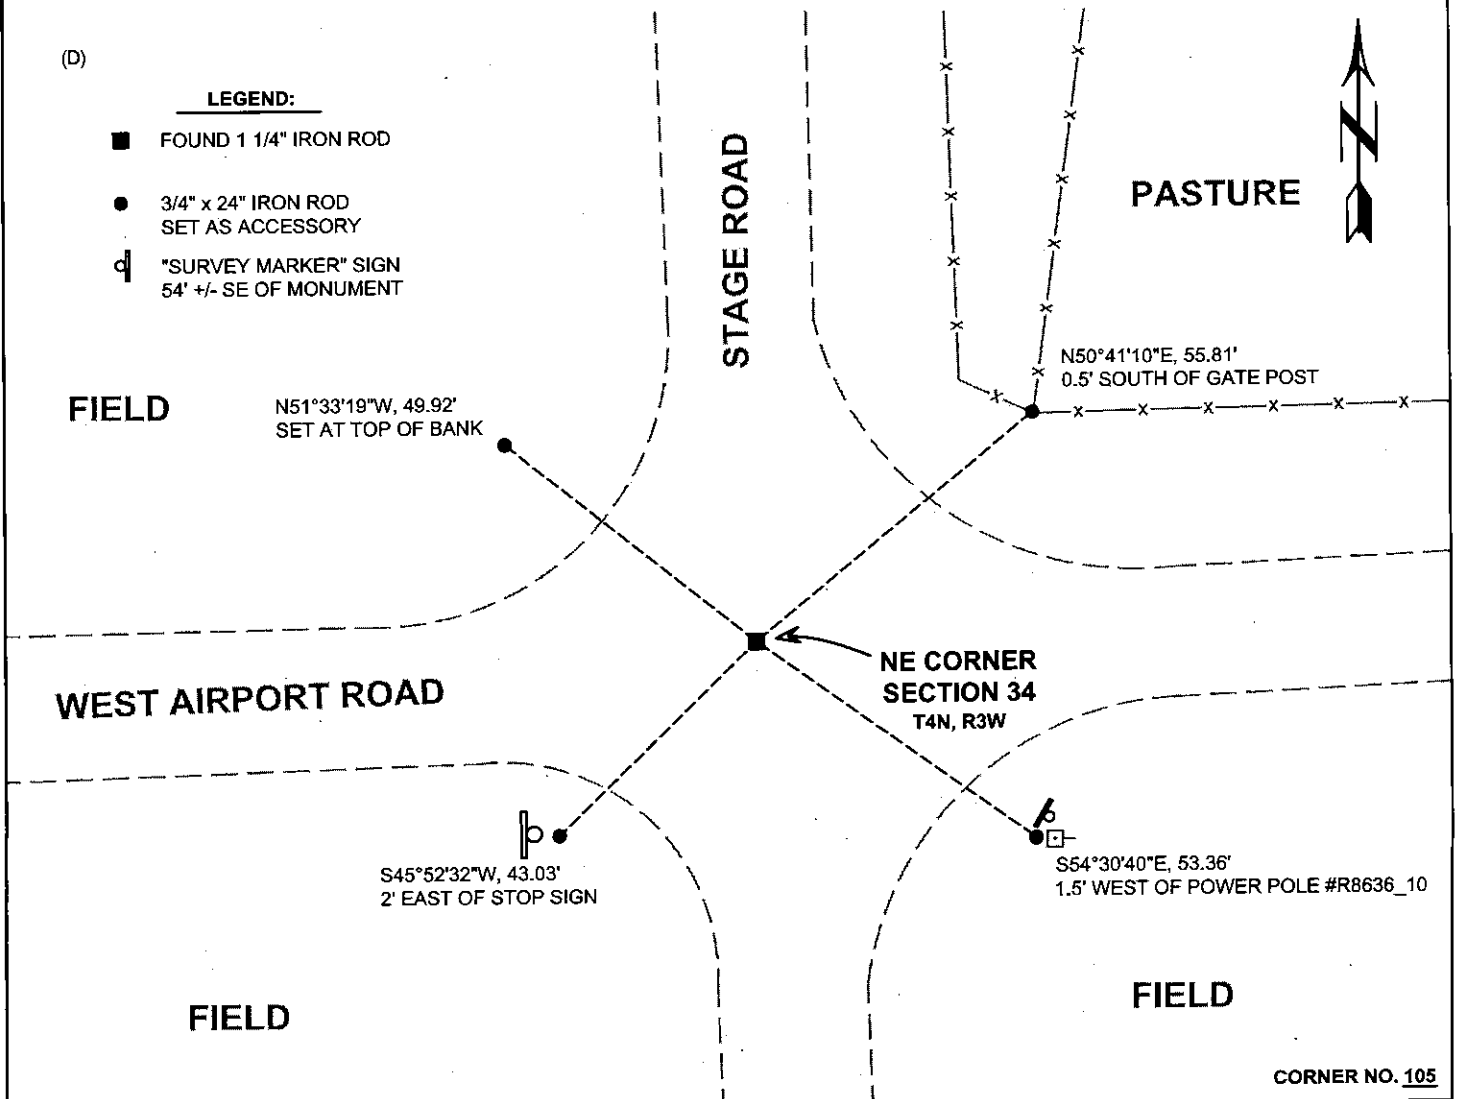 (D)
LEGEND:
FOUND 1 1/4" IRON ROD
3/4" x 24" IRON ROD
SET AS ACCESSORY
"SURVEY MARKER" SIGN
54' +/- SE OF MONUMENT
STAGE ROAD
PASTURE
N
N50°41'10"E, 55.81'
0.5' SOUTH OF GATE POST
FIELD
N51°33'19"W, 49.92'
SET AT TOP OF BANK
NE CORNER
SECTION 34
T4N, R3W
WEST AIRPORT ROAD
S45°52'32"W, 43.03'
2' EAST OF STOP SIGN
S54°30'40"E, 53.36'
1.5' WEST OF POWER POLE #R8636_10
FIELD
FIELD
CORNER NO. 105